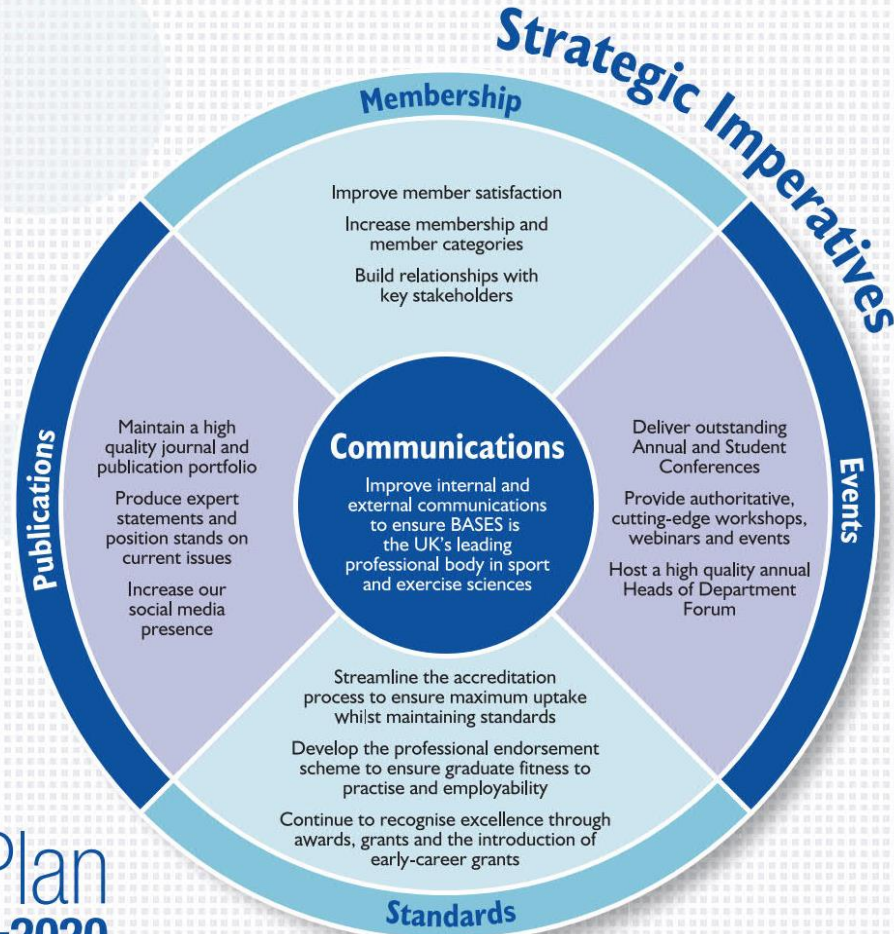 Strategic Imperatives
Membership
Improve member satisfaction
Increase membership and
member categories
Build relationships with
key stakeholders
Publications
Maintain a high
quality journal and
publication portfolio
Produce expert
statements and
position stands on
current issues
Increase our
social media
presence
Communications
Improve internal and
external communications
to ensure BASES is
the UK's leading
professional body in sport
and exercise sciences
Events
Deliver outstanding
Annual and Student
Conferences
Provide authoritative,
cutting-edge workshops,
webinars and events
Host a high quality annual
Heads of Department
Forum
Streamline the accreditation
process to ensure maximum uptake
whilst maintaining standards
Develop the professional endorsement
scheme to ensure graduate fitness to
practise and employability
Continue to recognise excellence through
awards, grants and the introduction of
early-career grants
Standards
Plan
-2020